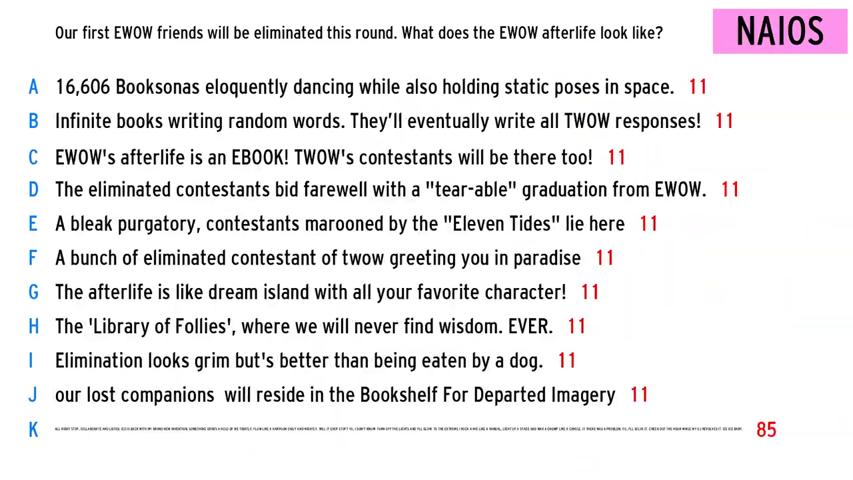 Our first EWOW friends will be eliminated this round. What does the EWOW afterlife look like?
NAIOS
A 16,606 Booksonas eloquently dancing while also holding static poses in space. 11
B Infinite books writing random words. They'll eventually write all TWOW responses! 11
C EWOW's afterlife is an EBOOK! TWOW's contestants will be there too! 11
D The eliminated contestants bid farewell with a "tear-able" graduation from EWOW. 11
E A bleak purgatory, contestants marooned by the "Eleven Tides" lie here 11
F A bunch of eliminated contestant of twow greeting you in paradise 11
G The afterlife is like dream island with all your favorite character! 11
H The 'Library of Follies', where we will never find wisdom. EVER. 11
I Elimination looks grim but's better than being eaten by a dog. 11
J our lost companions will reside in the Bookshelf For Departed Imagery 11
K 85